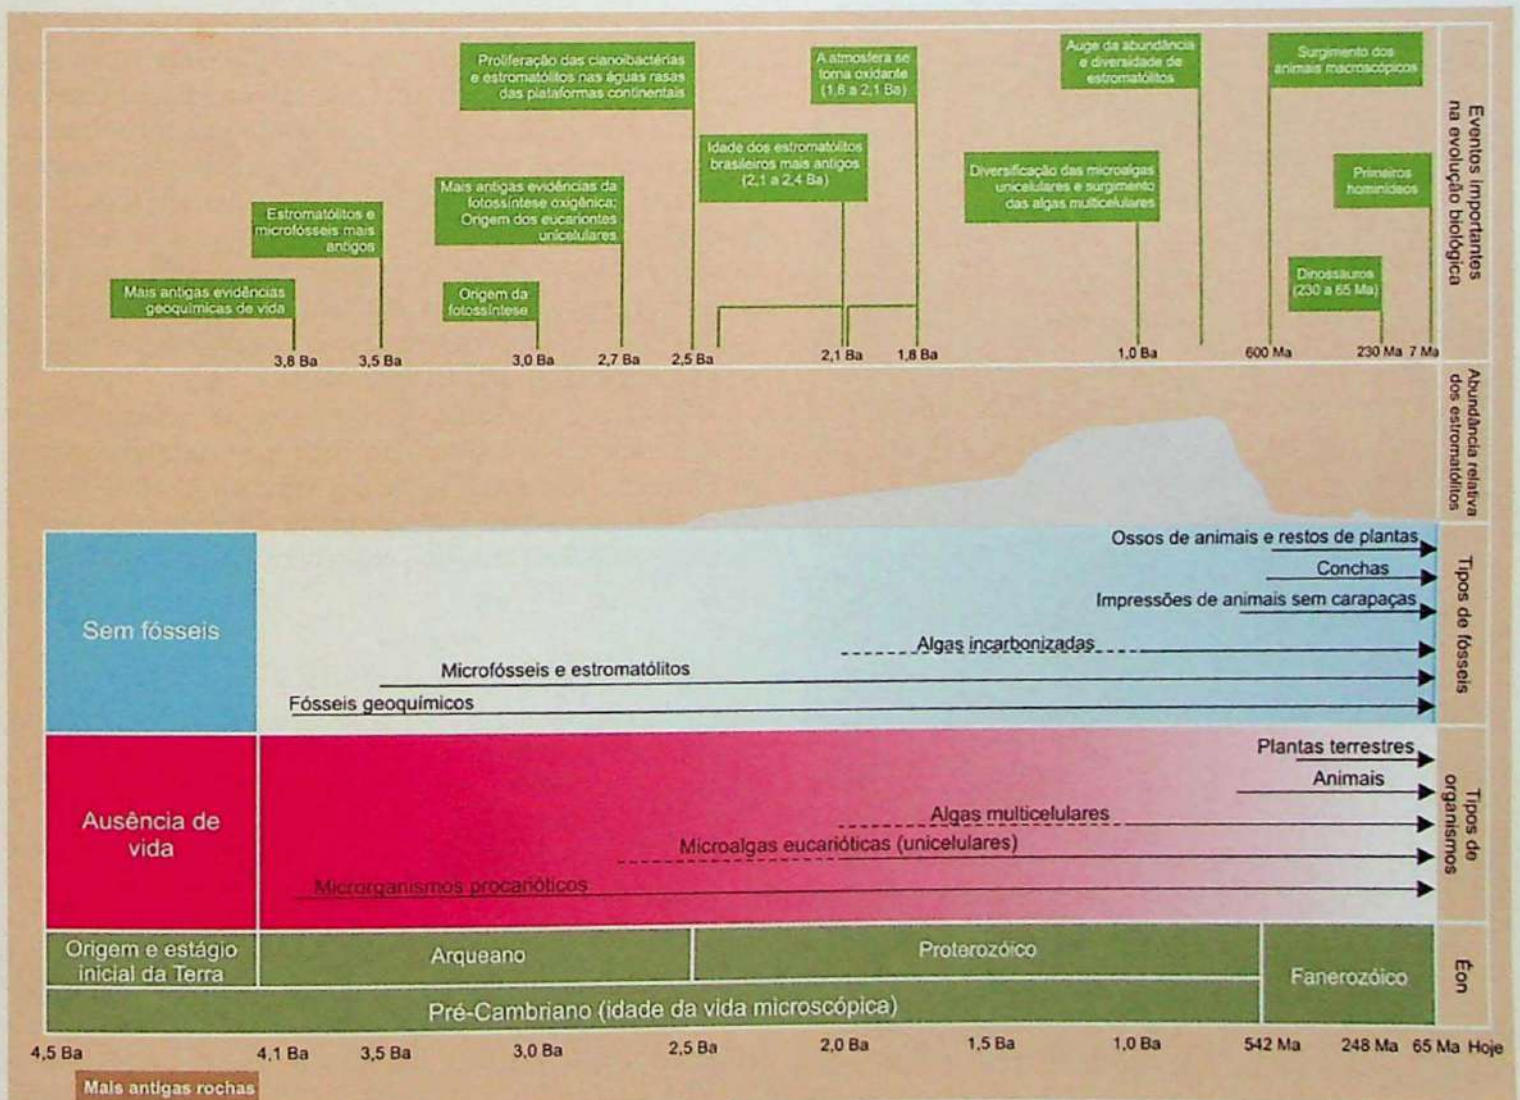 Proliferação das cianoibactérias
e estromatólitos nas águas rasas
das plataformas continentais
A atmosfera se
torna oxidante
(1,8 a 2,1 Ba)
Auge da abundância
e diversidade de
estromatólitos
Surgimento dos
animais macroscópicos
Idade dos estromatólitos
brasileiros mais antigos
(2,1 a 2,4 Ba)
Mais antigas evidências da
fotossíntese oxigênica;
Origem dos eucariontes
unicelulares
Diversificação das microalgas
unicelulares e surgimento
das algas multicelulares
Primeiros
hominídeos
Estromatólitos e
microfósseis mais
antigos
Mais antigas evidências
geoquímicas de vida
Origem da
fotossíntese
Dinossauros
(230 a 65 Ma)
3,8 Ba
3,5 Ba
3,0 Ba
2,7 Ba
2,5 Ba
2,1 Ba
1,8 Ba
1,0 Ba
600 Ma
230 Ma
7 Ma
Eventos importantes
na evolução biológica
Abundância relativa
dos estromatólitos
Sem fósseis
Ossos de animais e restos de plantas
Conchas
Impressões de animais sem carapaças
Algas incarbonizadas
Microfósseis e estromatólitos
Fósseis geoquímicos
Tipos de fósseis
Ausência de
vida
Plantas terrestres
Animais
Algas multicelulares
Microalgas eucarióticas (unicelulares)
Microrganismos procarióticos
Tipos de
organismos
Origem e estágio
inicial da Terra
Arqueano
Proterozóico
Fanerozóico
Pré-Cambriano (idade da vida microscópica)
Éon
4,5 Ba
4,1 Ba
3,5 Ba
3,0 Ba
2,5 Ba
2,0 Ba
1,5 Ba
1,0 Ba
542 Ma
248 Ma
65 Ma
Hoje
Mais antigas rochas